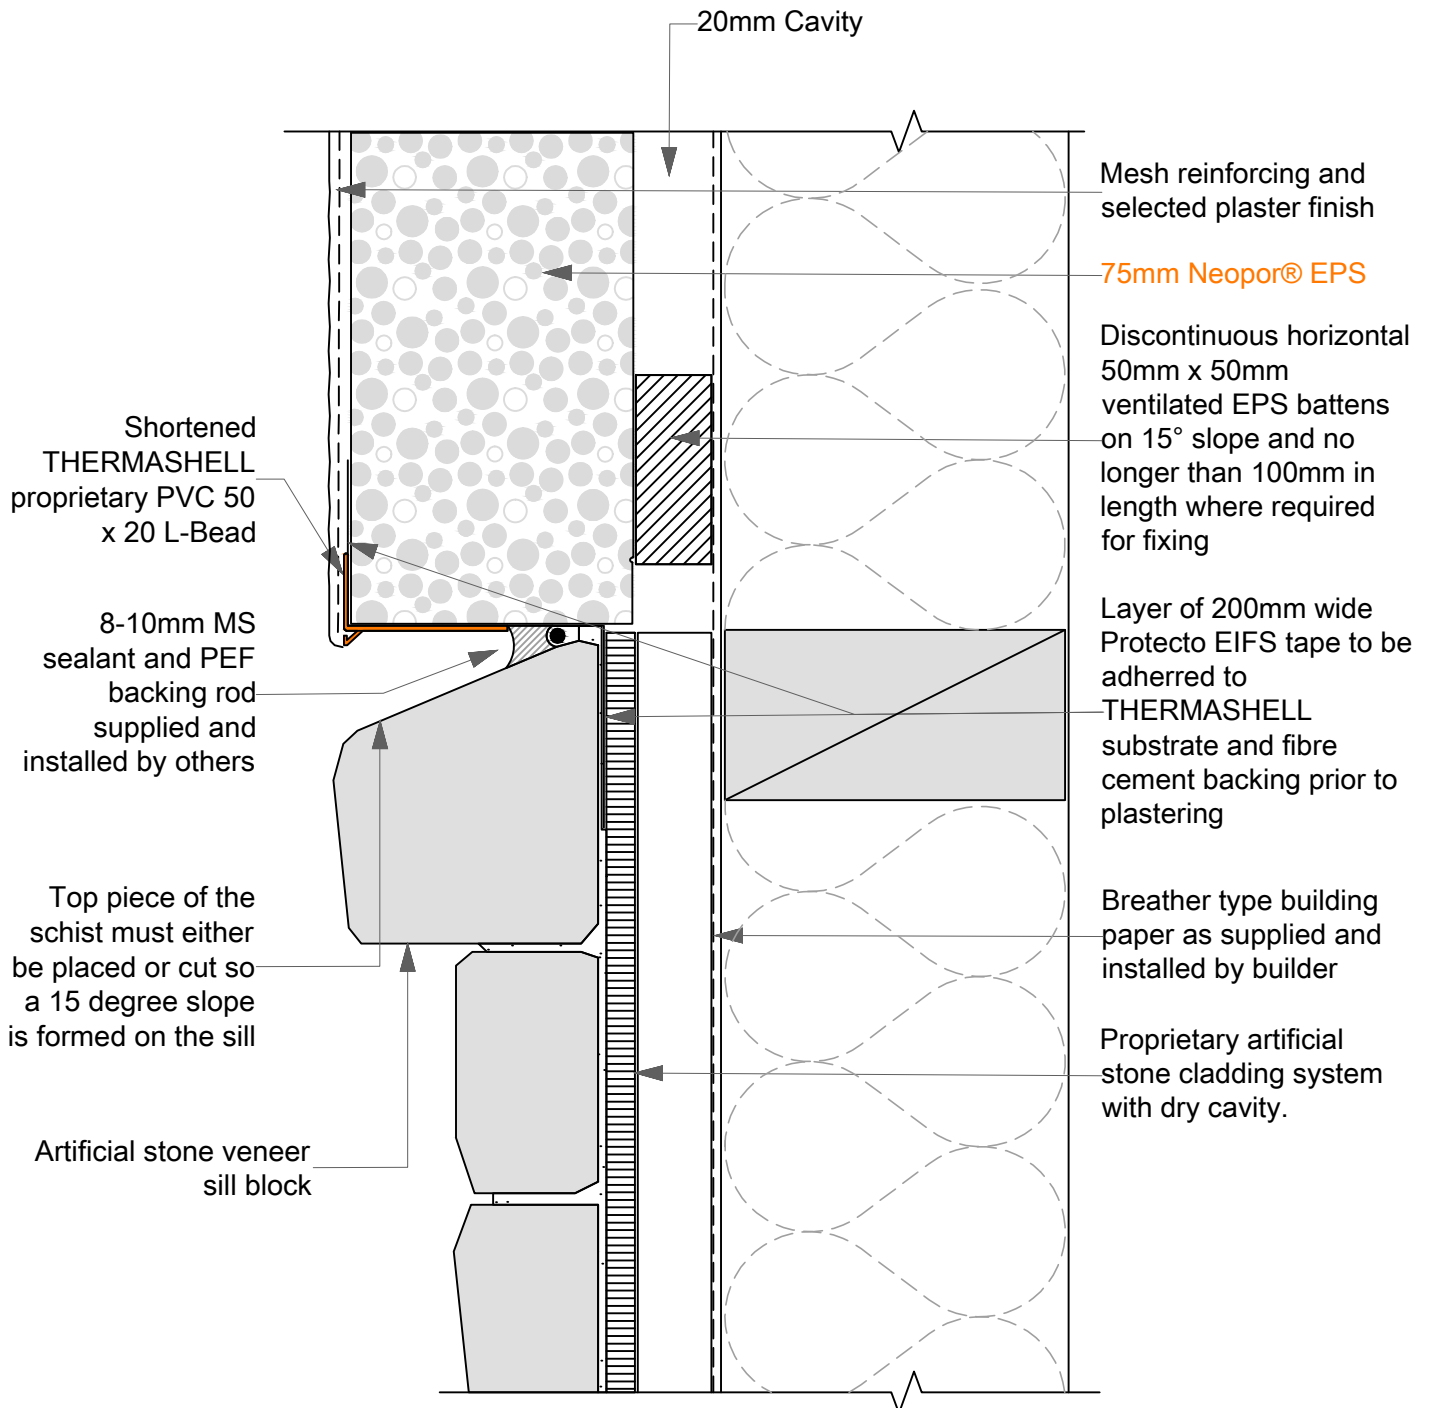 20mm Cavity
Mesh reinforcing and
selected plaster finish
75mm Neopor® EPS
Discontinuous horizontal
50mm x 50mm
ventilated EPS battens
on 15° slope and no
longer than 100mm in
length where required
for fixing
Layer of 200mm wide
Protecto EIFS tape to be
adherred to
THERMASHELL
substrate and fibre
cement backing prior to
plastering
Breather type building
paper as supplied and
installed by builder
Proprietary artificial
stone cladding system
with dry cavity.
Shortened
THERMASHELL
proprietary PVC 50
x 20 L-Bead
8-10mm MS
sealant and PEF
backing rod
supplied and
installed by others
Top piece of the
schist must either
be placed or cut so
a 15 degree slope
is formed on the sill
Artificial stone veneer
sill block